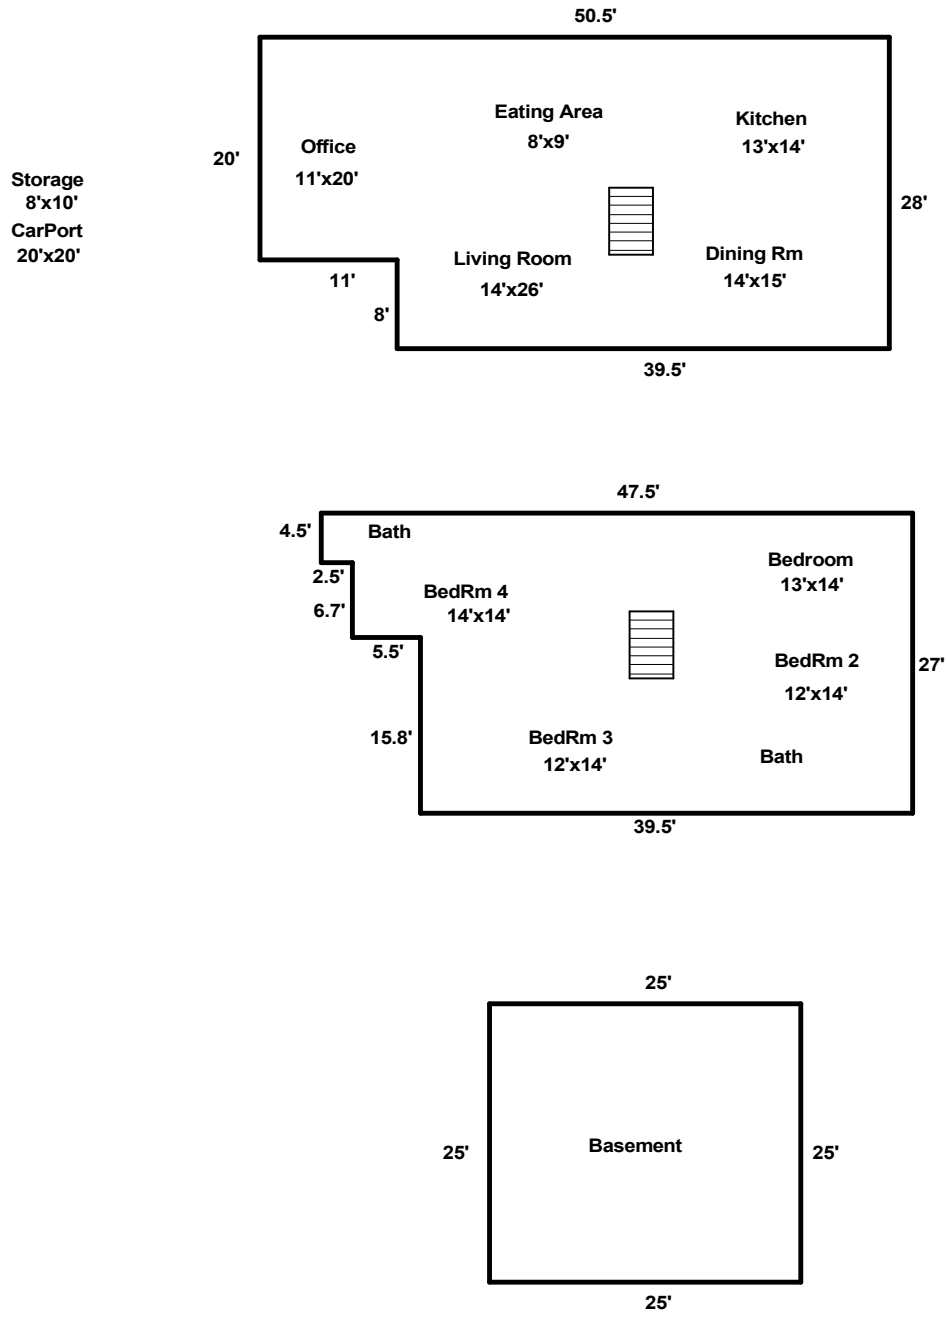 50.5'
Eating Area
8'x9'
Kitchen
13'x14'
Office
11'x20'
20'
Storage
8'x10'
CarPort
20'x20'
28'
Living Room
14'x26'
Dining Rm
14'x15'
11'
8'
39.5'
47.5'
4.5'
Bath
Bedroom
13'x14'
2.5'
BedRm 4
14'x14'
6.7'
5.5'
BedRm 2
12'x14'
27'
15.8'
BedRm 3
12'x14'
Bath
39.5'
25'
25'
Basement
25'
25'